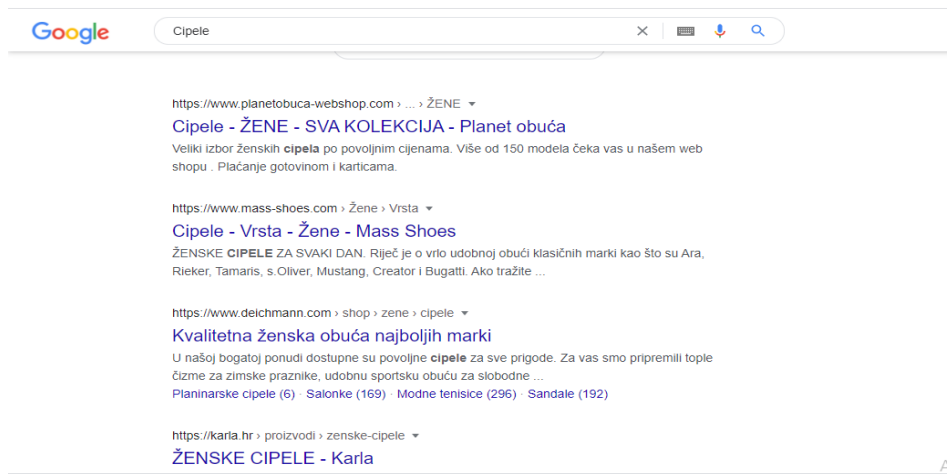 Google
Cipele
https://www.planetobuca-webshop.com › ... › ŽENE
Cipele - ŽENE - SVA KOLEKCIJA - Planet obuća
Veliki izbor ženskih cipela po povoljnim cijenama. Više od 150 modela čeka vas u našem web
shopu . Plaćanje gotovinom i karticama.
https://www.mass-shoes.com › Žene › Vrsta
Cipele - Vrsta - Žene - Mass Shoes
ŽENSKE CIPELE ZA SVAKI DAN. Riječ je o vrlo udobnoj obući klasičnih marki kao što su Ara,
Rieker, Tamaris, s.Oliver, Mustang, Creator i Bugatti. Ako tražite ...
https://www.deichmann.com › shop › zene › cipele
Kvalitetna ženska obuća najboljih marki
U našoj bogatoj ponudi dostupne su povoljne cipele za sve prigode. Za vas smo pripremili tople
čizme za zimske praznike, udobnu sportsku obuću za slobodne ...
Planinarske cipele (6) · Salonke (169) · Modne tenisice (296) · Sandale (192)
https://karla.hr › proizvodi › zenske-cipele
ŽENSKE CIPELE - Karla